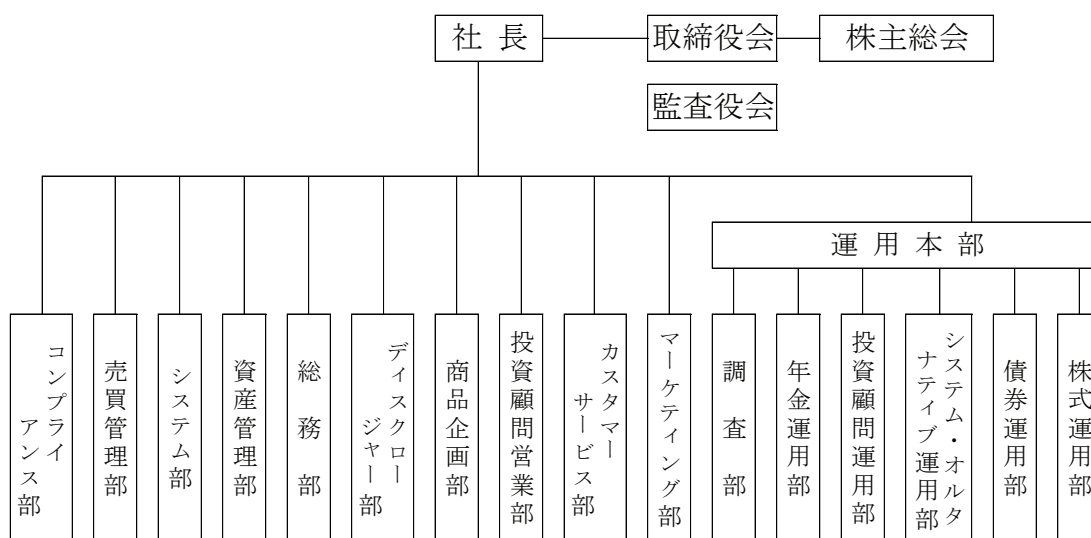 社 長
取締役会
株主総会
監査役会
運 用 本 部
コンプライ
アンス部
売買管理部
システム部
資産管理部
総 務 部
ディスクロー
ジャー部
商品企画部
投資顧問営業部
カスタマー
サービス部
マーケティング部
調 査 部
年金運用部
投資顧問運用部
システム・オルタ
ナティブ運用部
債券運用部
株式運用部